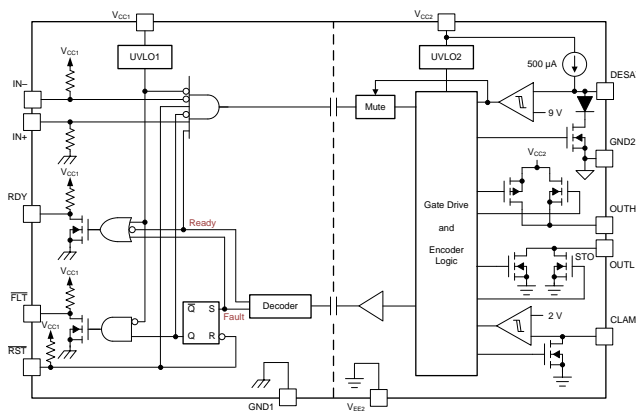 VCC1
VCC2
UVLO1
UVLO2
VCC1
500 µA
DESA
IN–
IN+
Mute
9 V
GND2
VCC1
VCC2
RDY
Ready
Gate Drive
and
Encoder
Logic
OUTH
STO
OUTL
VCC1
FLT
Q̅ S
Fault
Decoder
Q R
2 V
CLAM
VCC1
RST
GND1
VEE2